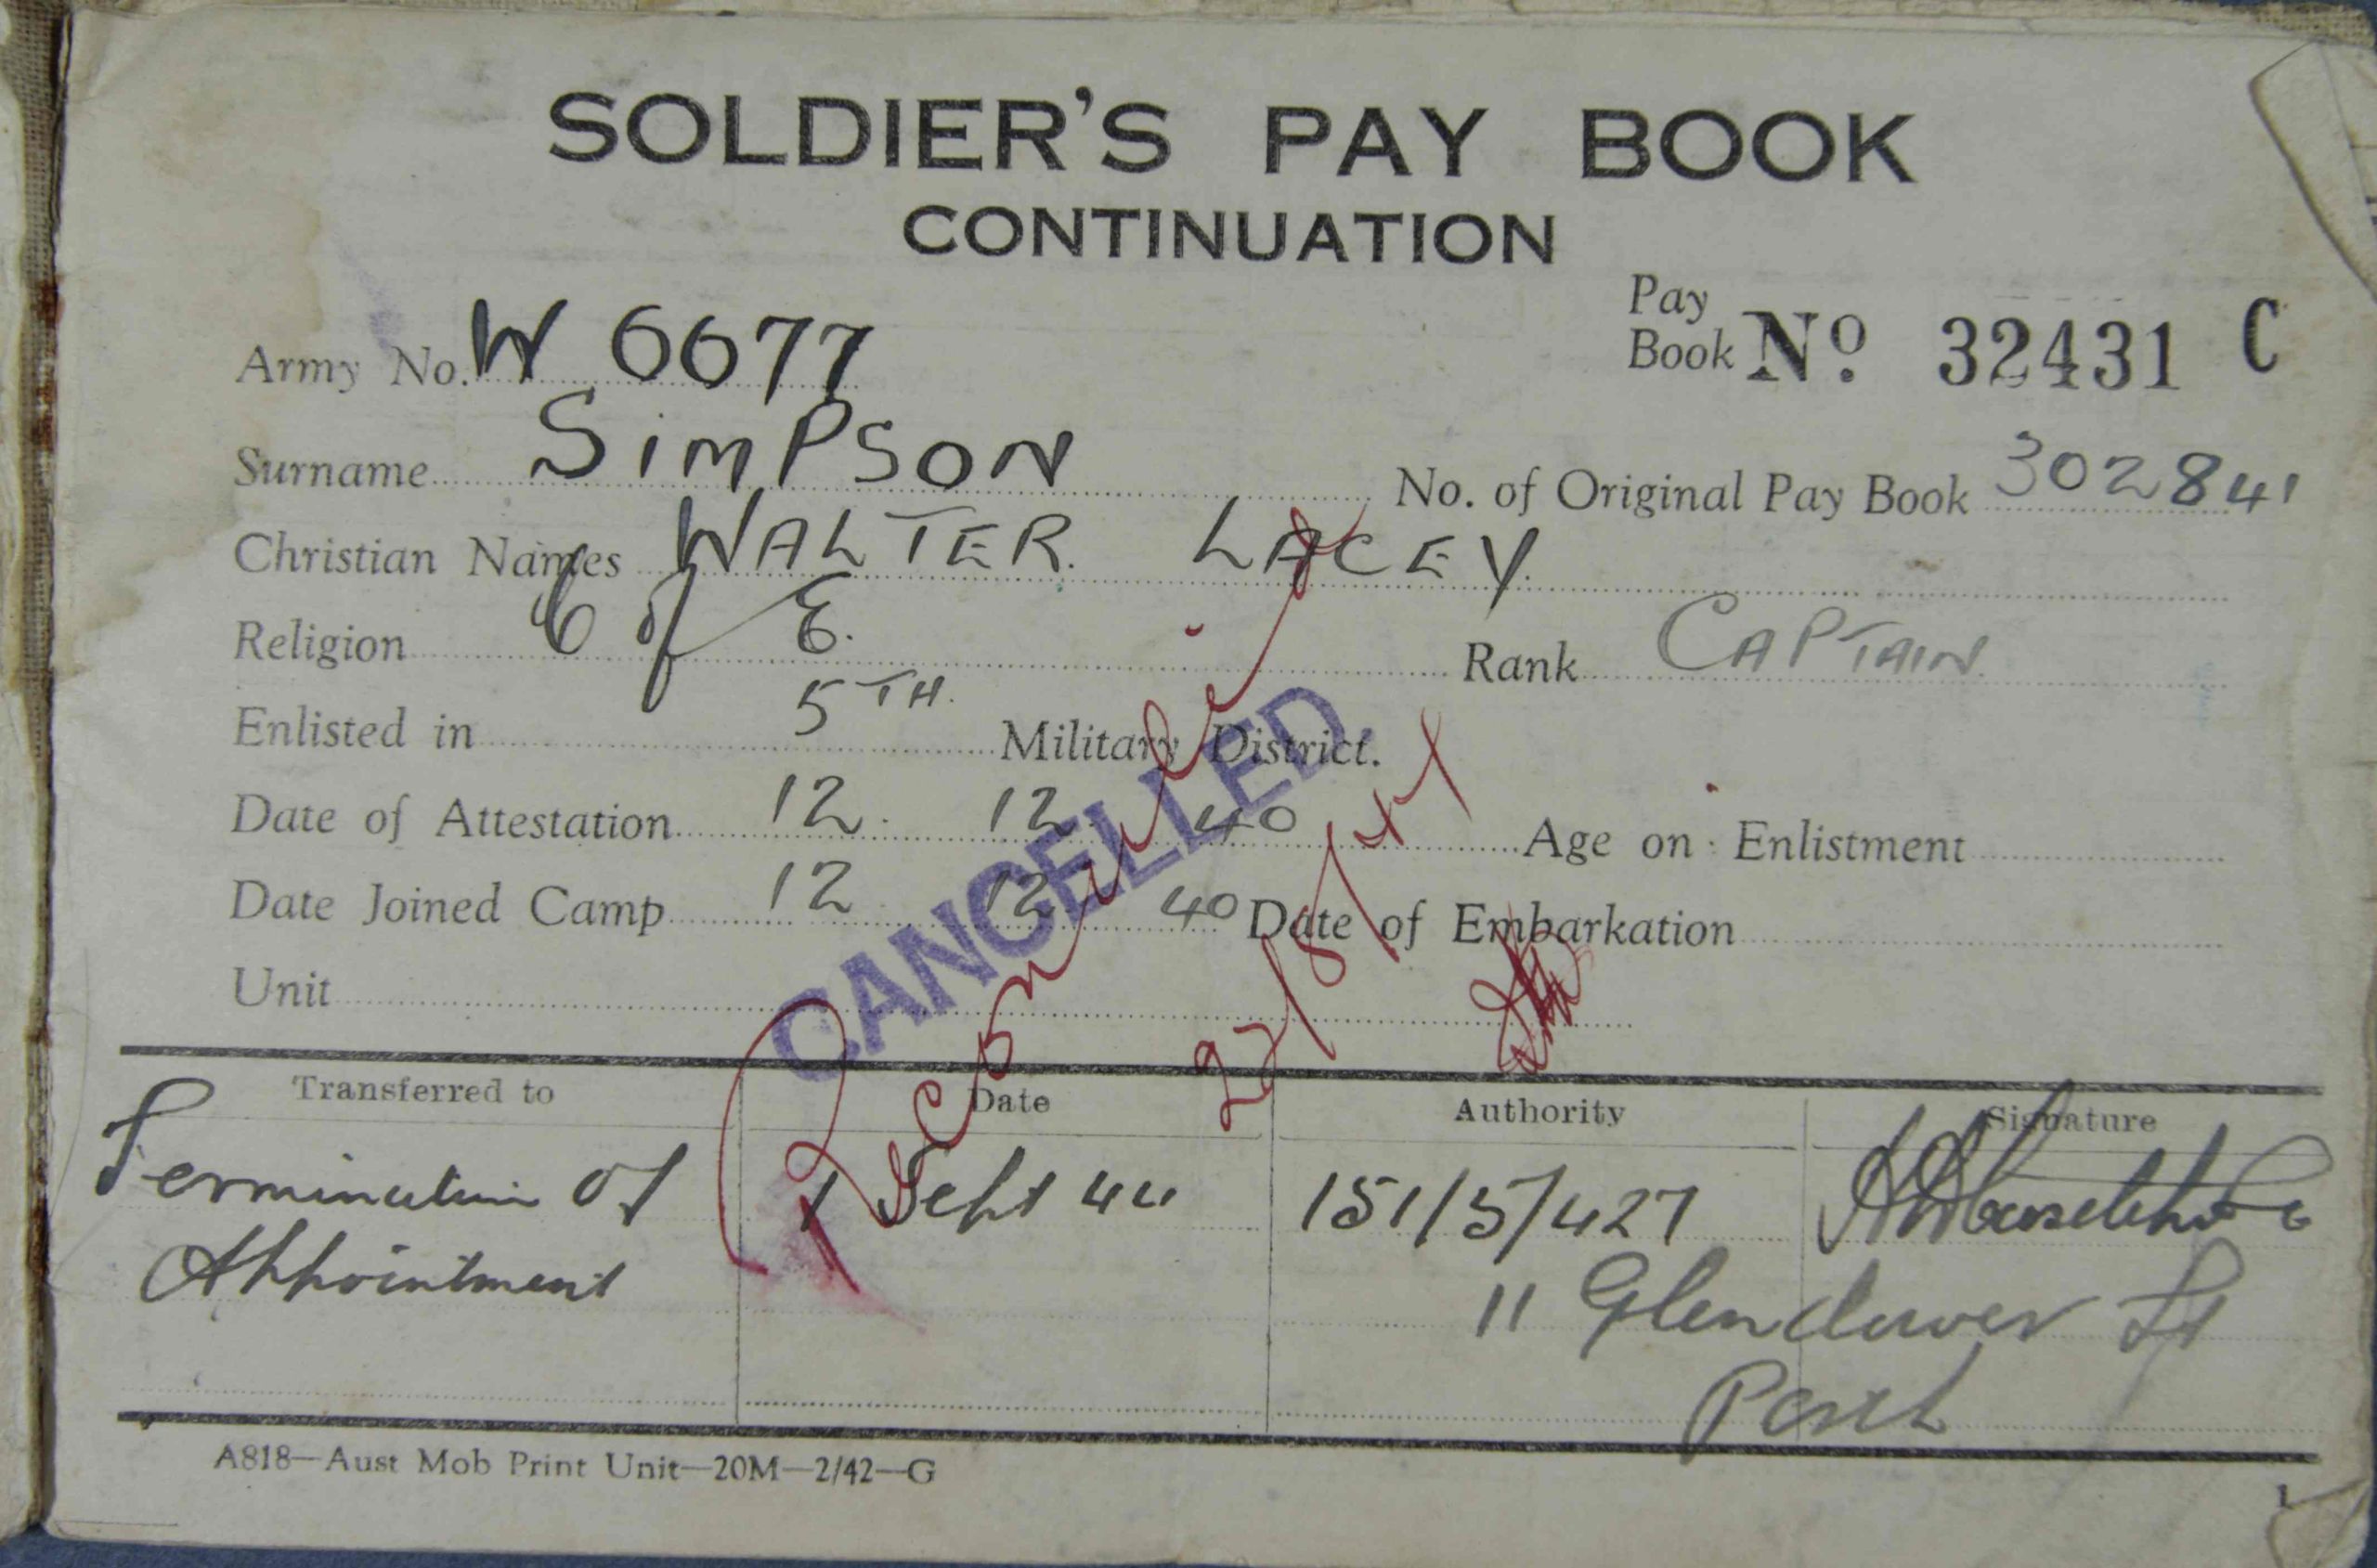 SOLDIER'S PAY BOOK
CONTINUATION
Army No. W 6677
Pay Book No 32431 C
Surname SIMPSON
No. of Original Pay Book 302841
Christian Names WALTER LACEY
Religion C of E.
Rank CAPTAIN
Enlisted in 5TH. Military District.
Date of Attestation 12. 12. 40
Age on Enlistment
Date Joined Camp 12. 12. 40
Date of Embarkation
Unit
CANCELLED
Reconciled
22/8/44
Transferred to Date Authority Signature
Termination of 1 Sept 44 151/5/427
Appointment
11 Glendower St
Perth
A818—Aust Mob Print Unit—20M—2/42—G
1